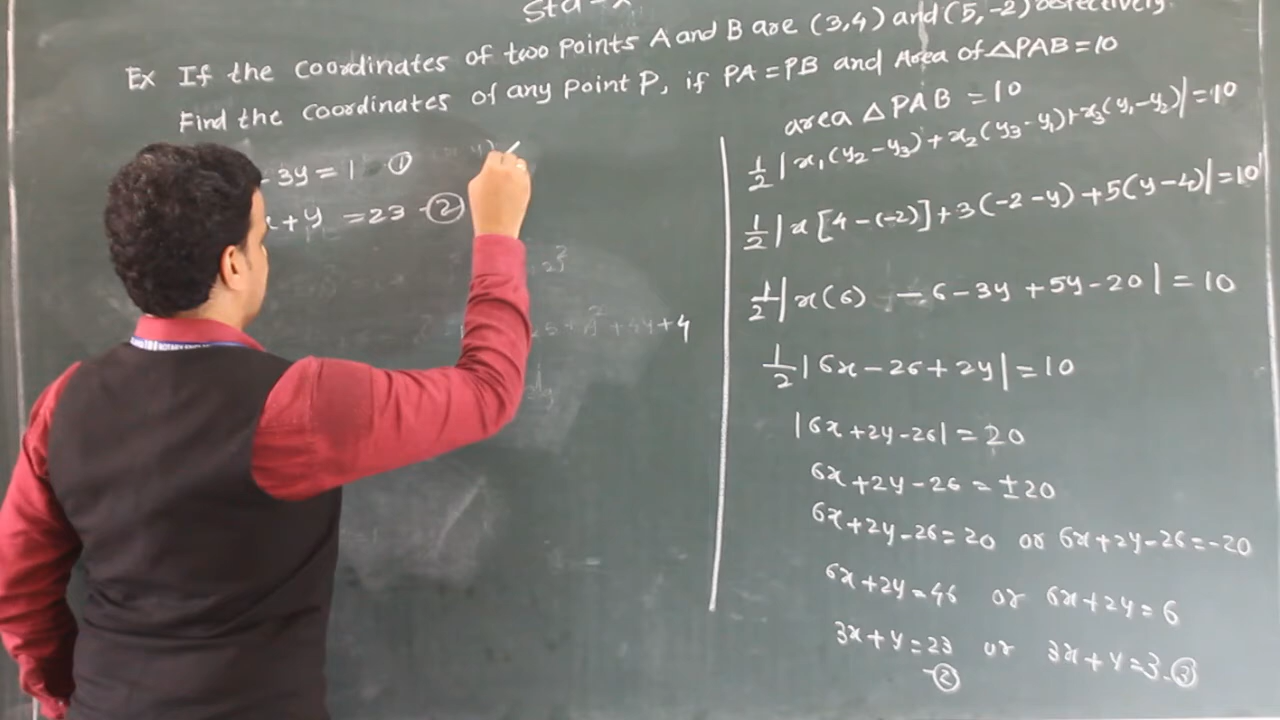 Std - X
Ex If the coordinates of two points A and B are (3,4) and (5,-2)
Find the coordinates of any point P, if PA = PB and Area of △PAB = 10
- 3y = 1 ①
x + y = 23 - ②
+ 4
area △ PAB = 10
1/2 | x₁(y₂ - y₃) + x₂(y₃ - y₁) + x₃(y₁ - y₂)| = 10
1/2 | x [4 - (-2)] + 3(-2 - y) + 5(y - 4)| = 10
1/2 | x(6) - 6 - 3y + 5y - 20 | = 10
1/2 | 6x - 26 + 2y | = 10
|6x + 2y - 26| = 20
6x + 2y - 26 = ± 20
6x + 2y - 26 = 20 or 6x + 2y - 26 = -20
6x + 2y = 46 or 6x + 2y = 6
3x + y = 23 or 3x + y = 3 - ③
- ②